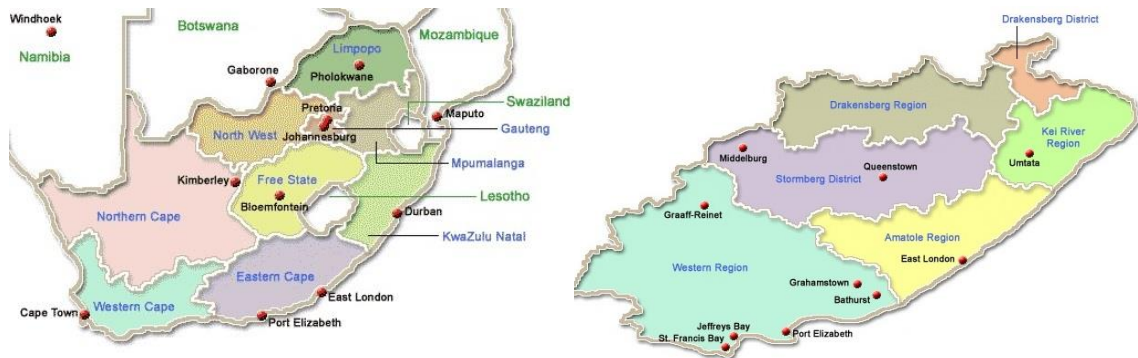 Windhoek
Namibia
Botswana
Mozambique
Limpopo
Pholokwane
Gaborone
Swaziland
Pretoria
Maputo
North West
Johannesburg
Gauteng
Mpumalanga
Kimberley
Free State
Lesotho
Bloemfontein
Northern Cape
Durban
KwaZulu Natal
Eastern Cape
East London
Western Cape
Cape Town
Port Elizabeth
Drakensberg District
Drakensberg Region
Kei River
Region
Middelburg
Umtata
Queenstown
Stormberg District
Graaff-Reinet
Amatole Region
East London
Western Region
Grahamstown
Bathurst
Jeffreys Bay
Port Elizabeth
St. Francis Bay